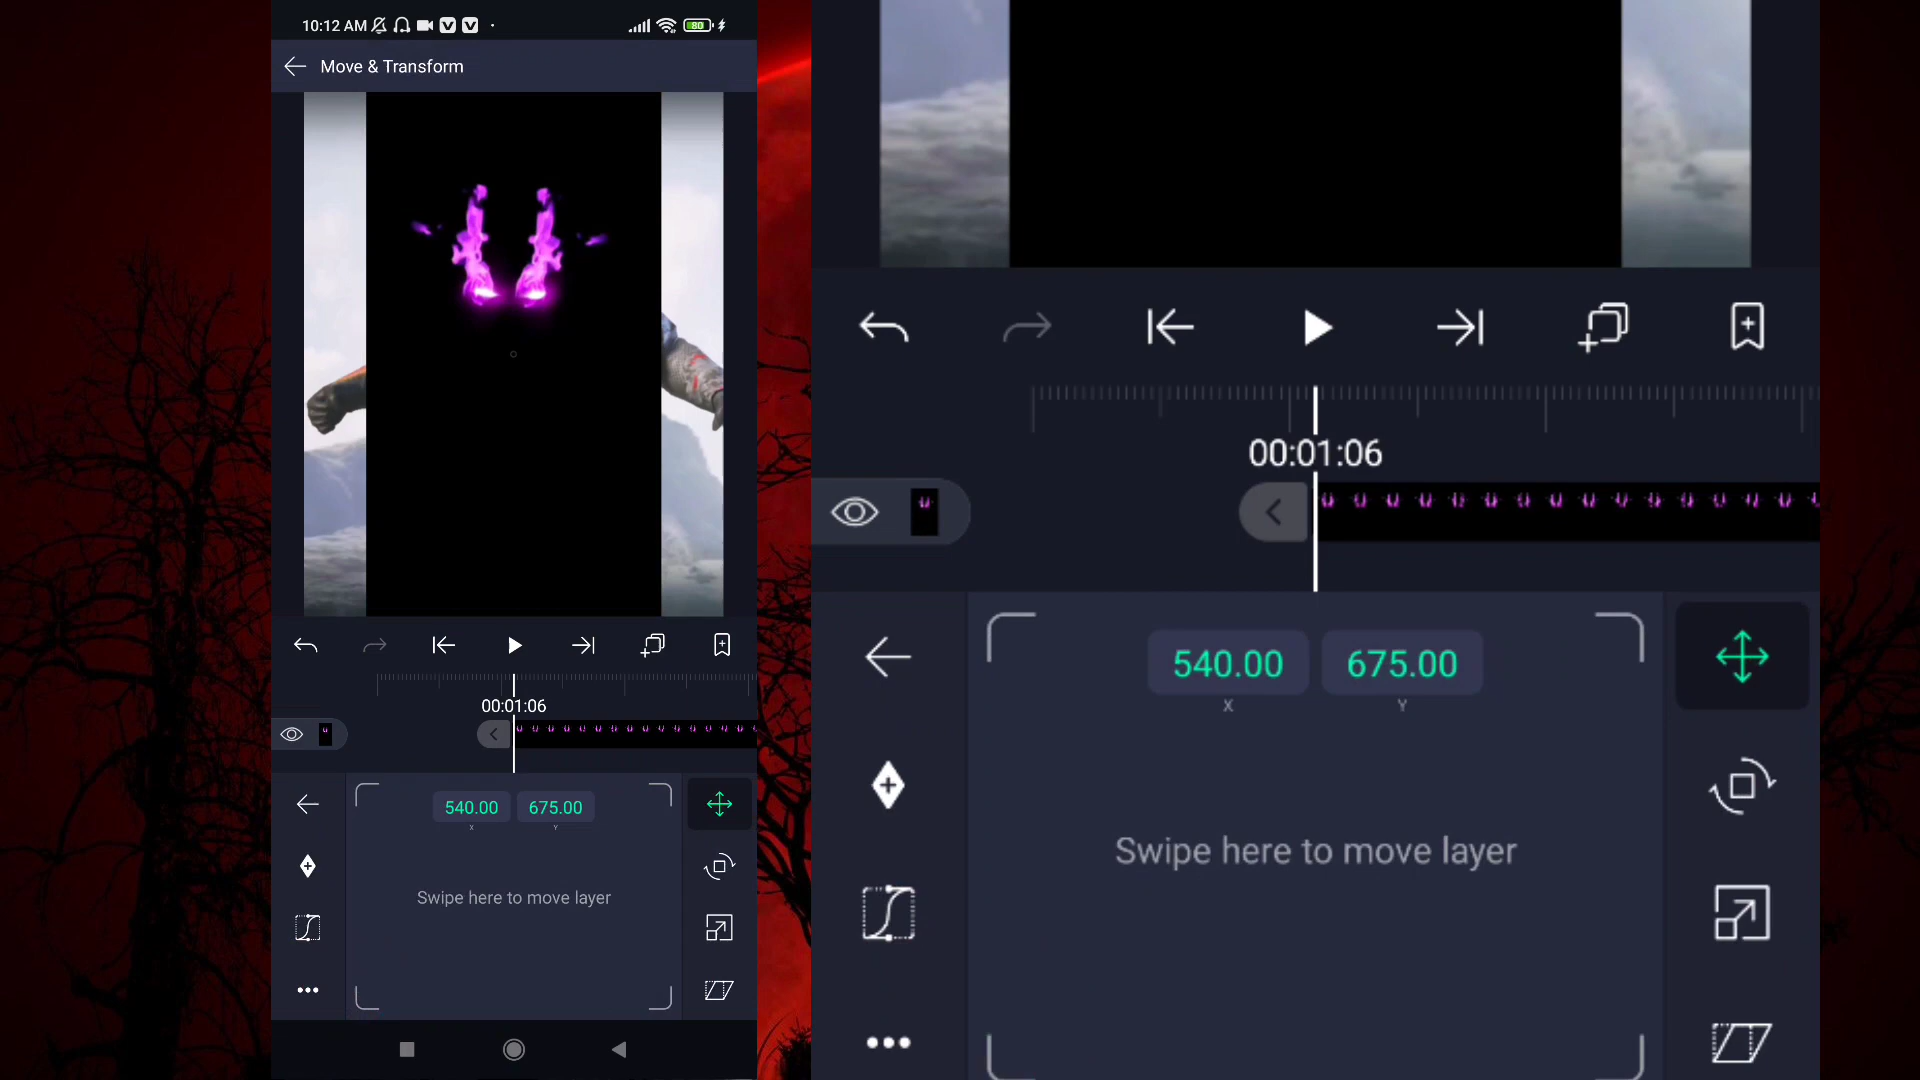 10:12 AM
80
Move & Transform
00:01:06
540.00 675.00
X Y
Swipe here to move layer
00:01:06
540.00 675.00
X Y
Swipe here to move layer